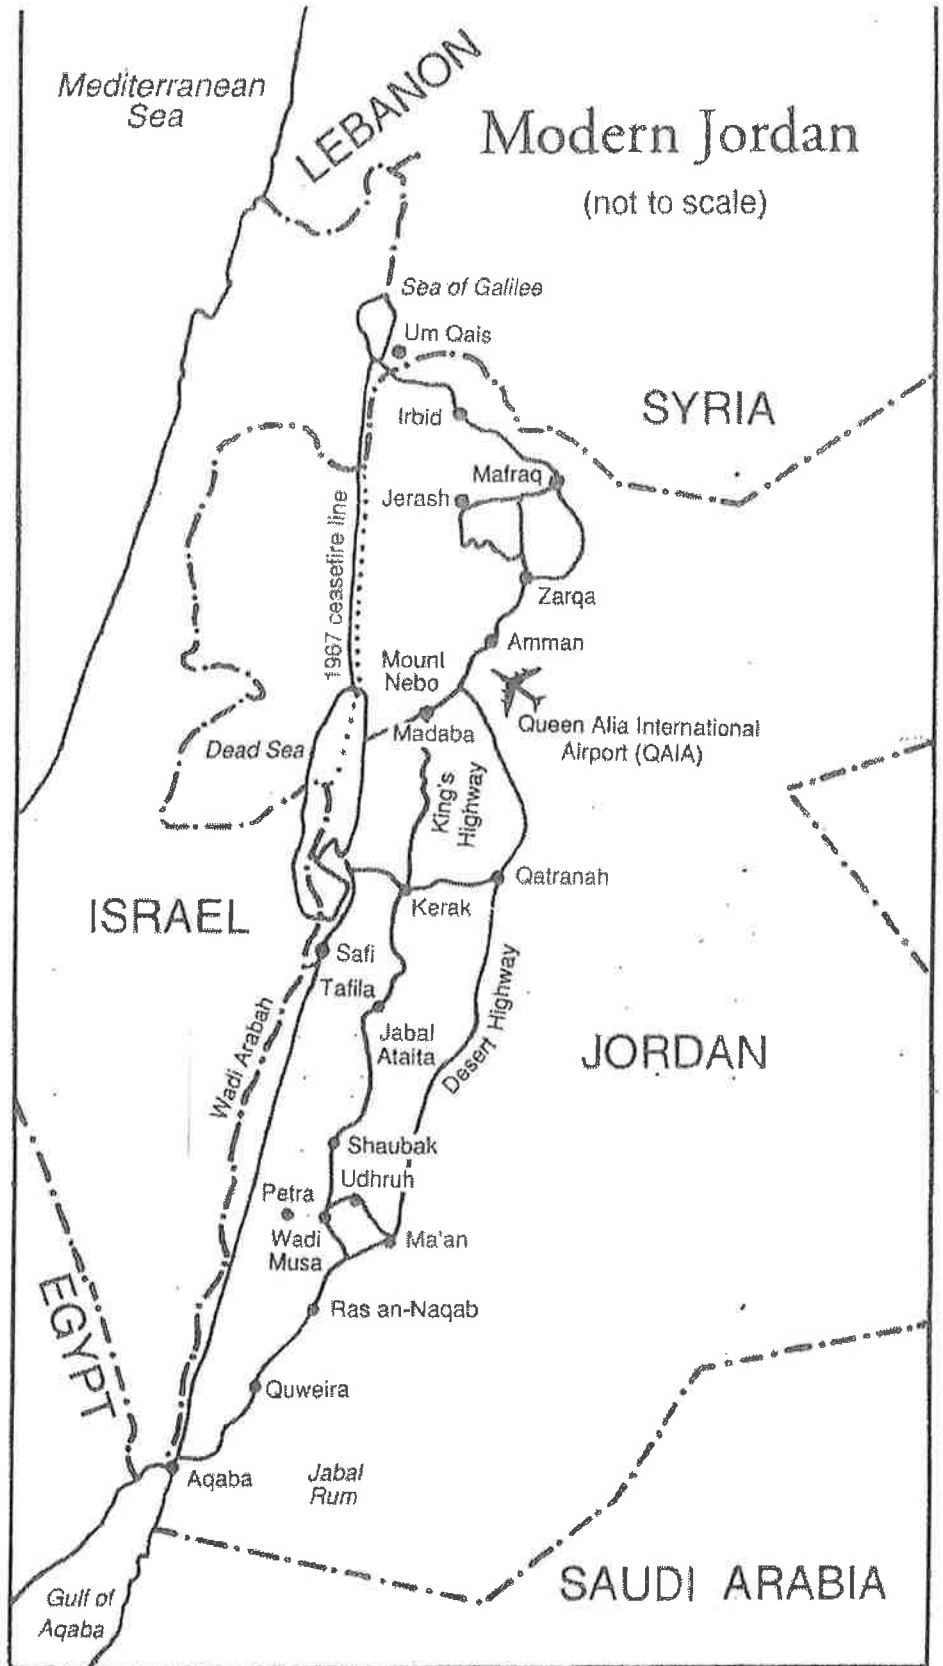 Mediterranean
Sea
LEBANON
Modern Jordan
(not to scale)
Sea of Galilee
Um Qais
SYRIA
Irbid
Mafraq
Jerash
1967 ceasefire line
Zarqa
Amman
Mount
Nebo
Queen Alia International
Airport (QAIA)
Madaba
Dead Sea
King's
Highway
Qatranah
Kerak
ISRAEL
Safi
Tafila
Wadi Arabah
Jabal
Ataita
Desert Highway
JORDAN
Shaubak
Udhruh
Petra
Wadi
Musa
Ma'an
EGYPT
Ras an-Naqab
Quweira
Aqaba
Jabal
Rum
SAUDI ARABIA
Gulf of
Aqaba